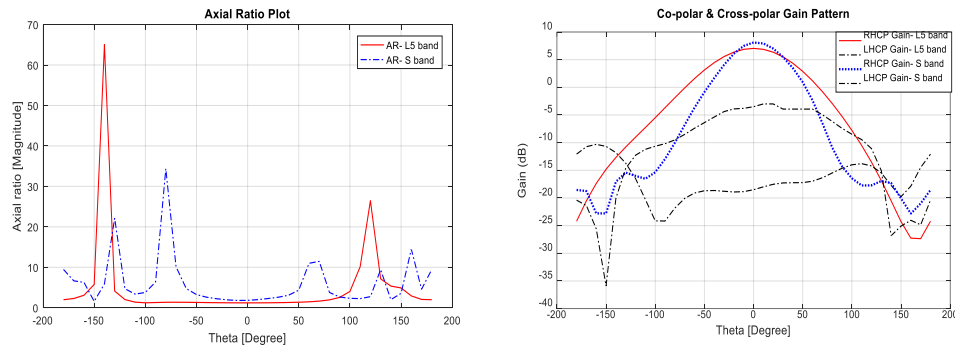 Axial Ratio Plot
70
60
50
40
30
20
10
0
Axial ratio [Magnitude]
AR- L5 band
AR- S band
-200 -150 -100 -50 0 50 100 150 200
Theta [Degree]
Co-polar & Cross-polar Gain Pattern
10
5
0
-5
-10
-15
-20
-25
-30
-35
-40
Gain (dB)
RHCP Gain- L5 band
LHCP Gain- L5 band
RHCP Gain- S band
LHCP Gain- S band
-200 -150 -100 -50 0 50 100 150 200
Theta [Degree]